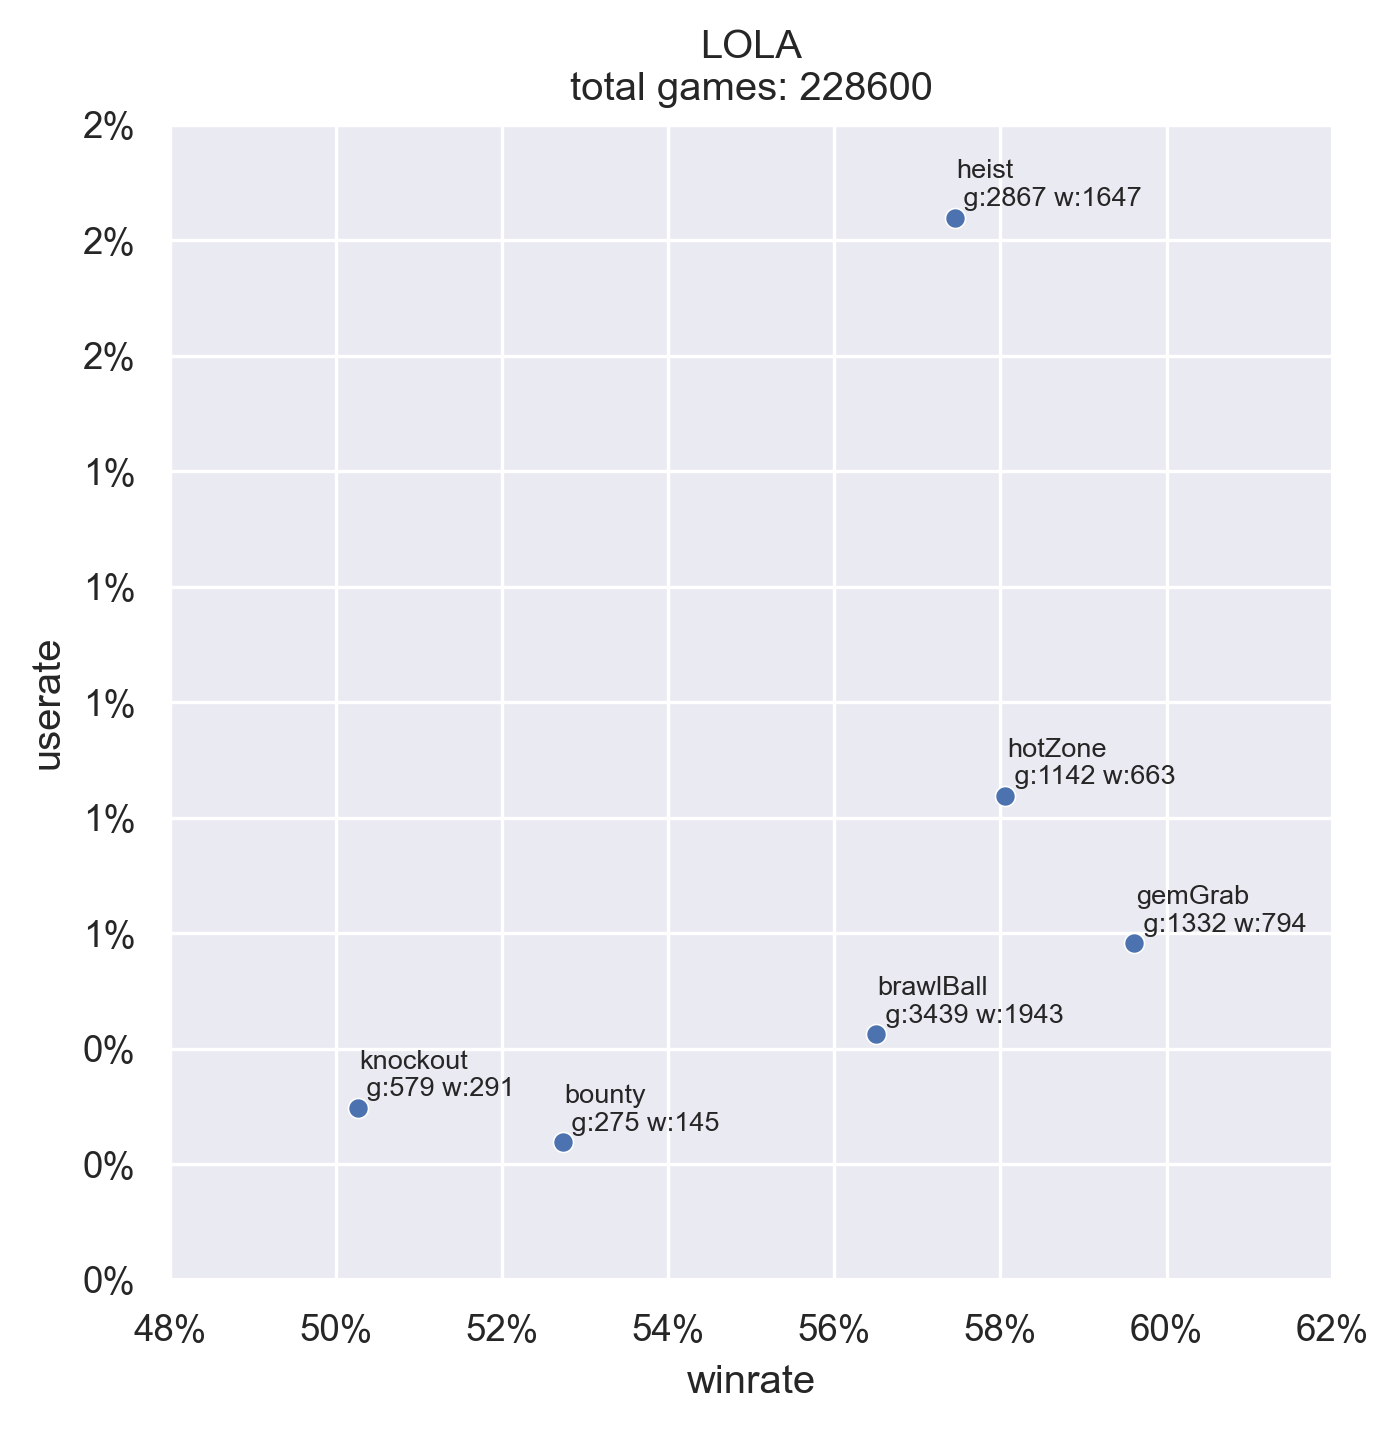 LOLA
total games: 228600
2%
2%
2%
1%
1%
1%
1%
1%
0%
0%
0%
userate
heist
g:2867 w:1647
hotZone
g:1142 w:663
gemGrab
g:1332 w:794
brawlBall
g:3439 w:1943
knockout
g:579 w:291
bounty
g:275 w:145
48% 50% 52% 54% 56% 58% 60% 62%
winrate